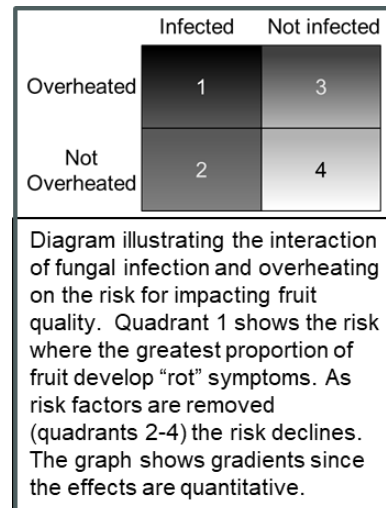 Infected Not infected
Overheated 1 3
Not
Overheated 2 4
Diagram illustrating the interaction
of fungal infection and overheating
on the risk for impacting fruit
quality.  Quadrant 1 shows the risk
where the greatest proportion of
fruit develop “rot” symptoms. As
risk factors are removed
(quadrants 2-4) the risk declines.
The graph shows gradients since
the effects are quantitative.